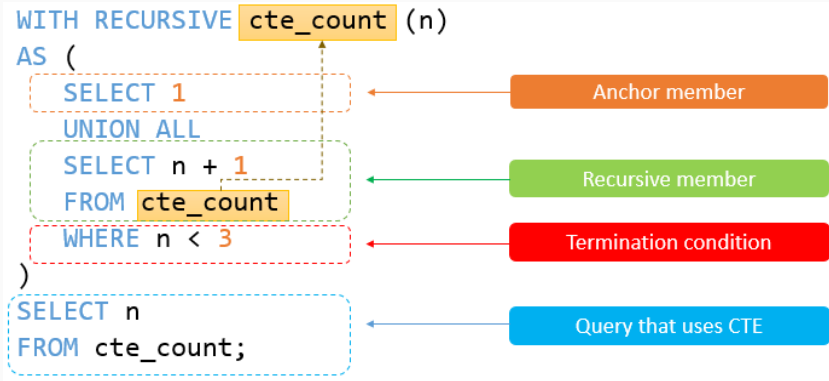 WITH RECURSIVE cte_count (n)
AS (
SELECT 1
Anchor member
UNION ALL
SELECT n + 1
Recursive member
FROM cte_count
WHERE n < 3
Termination condition
)
SELECT n
Query that uses CTE
FROM cte_count;